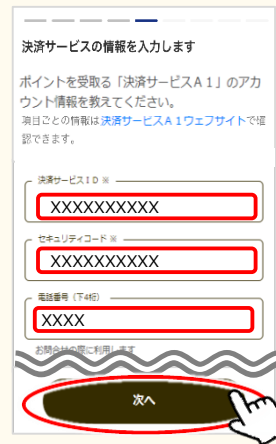 決済サービスの情報を入力します
ポイントを受取る「決済サービスA1」のアカ
ウント情報を教えてください。
項目ごとの情報は決済サービスA1ウェブサイトで確
認できます。
決済サービスID ※
XXXXXXXXXX
セキュリティコード ※
XXXXXXXXXX
電話番号（下4桁）
XXXX
お問合せの際に利用します
次へ